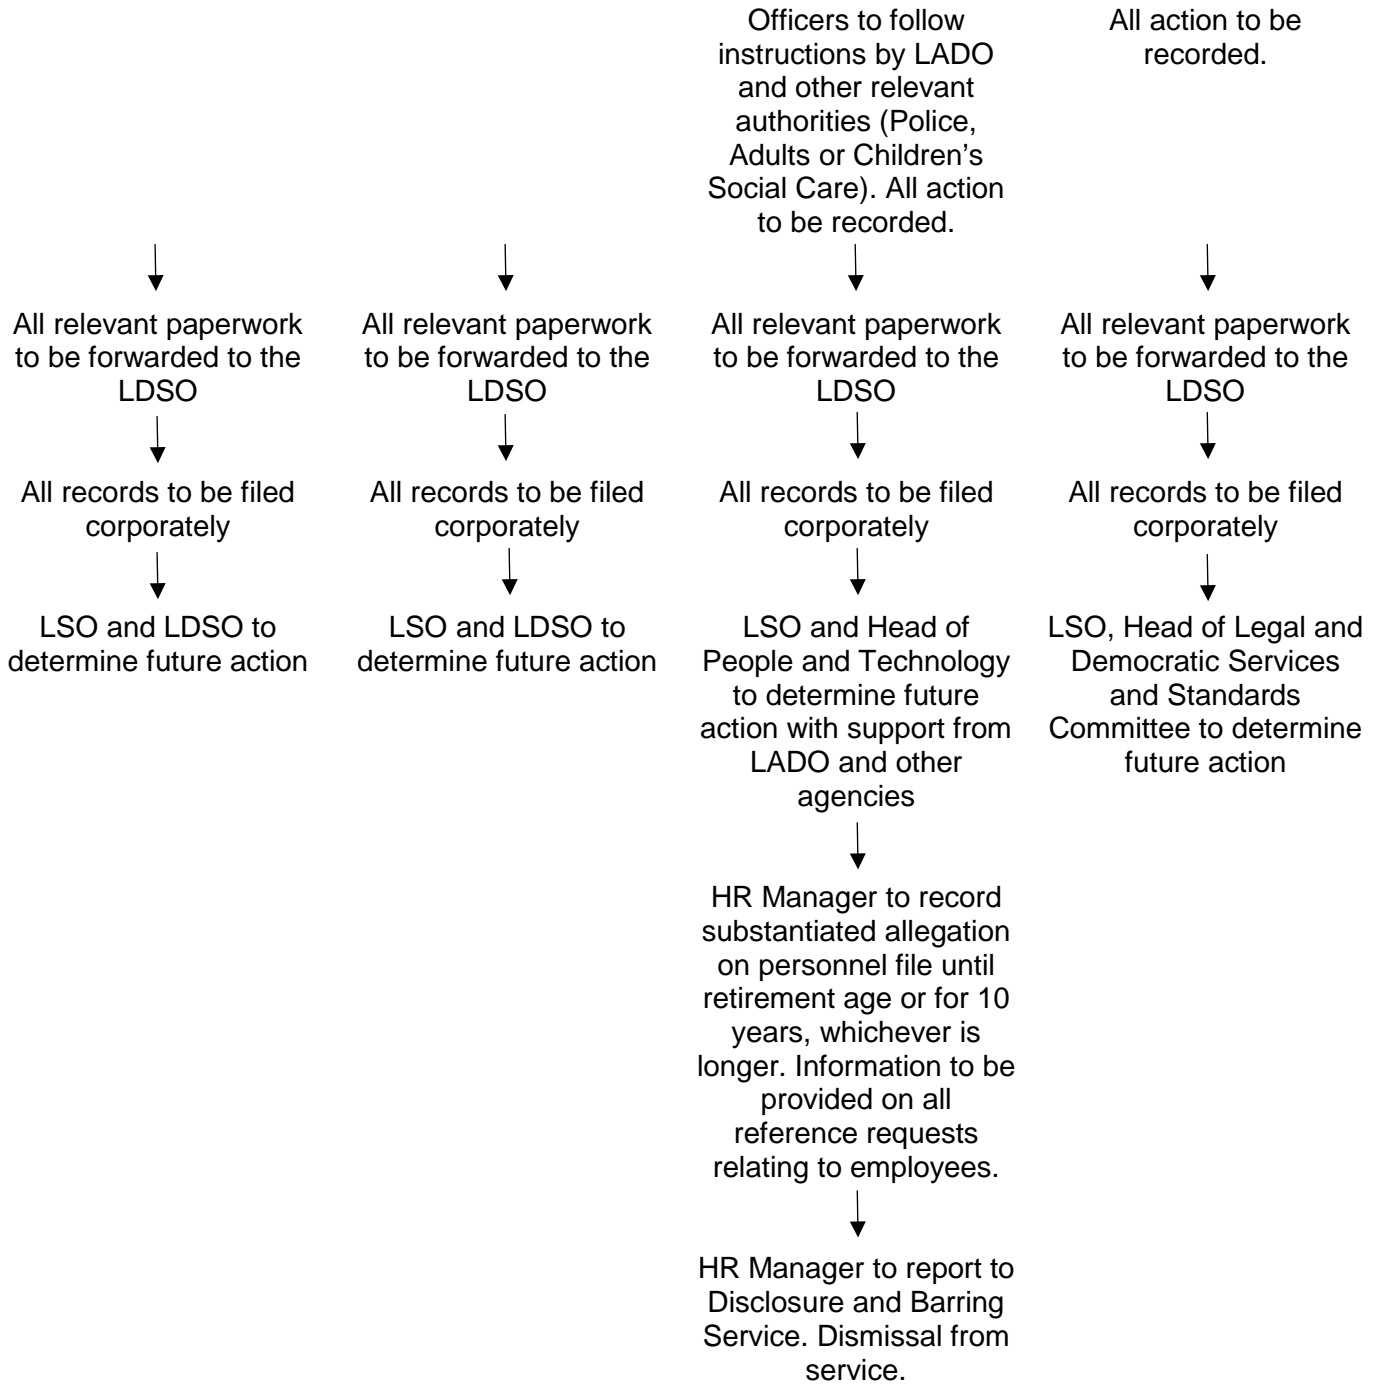 Officers to follow
instructions by LADO
and other relevant
authorities (Police,
Adults or Children's
Social Care). All action
to be recorded.
All action to be
recorded.
All relevant paperwork
to be forwarded to the
LDSO
All relevant paperwork
to be forwarded to the
LDSO
All relevant paperwork
to be forwarded to the
LDSO
All relevant paperwork
to be forwarded to the
LDSO
All records to be filed
corporately
All records to be filed
corporately
All records to be filed
corporately
All records to be filed
corporately
LSO and LDSO to
determine future action
LSO and LDSO to
determine future action
LSO and Head of
People and Technology
to determine future
action with support from
LADO and other
agencies
LSO, Head of Legal and
Democratic Services
and Standards
Committee to determine
future action
HR Manager to record
substantiated allegation
on personnel file until
retirement age or for 10
years, whichever is
longer. Information to be
provided on all
reference requests
relating to employees.
HR Manager to report to
Disclosure and Barring
Service. Dismissal from
service.